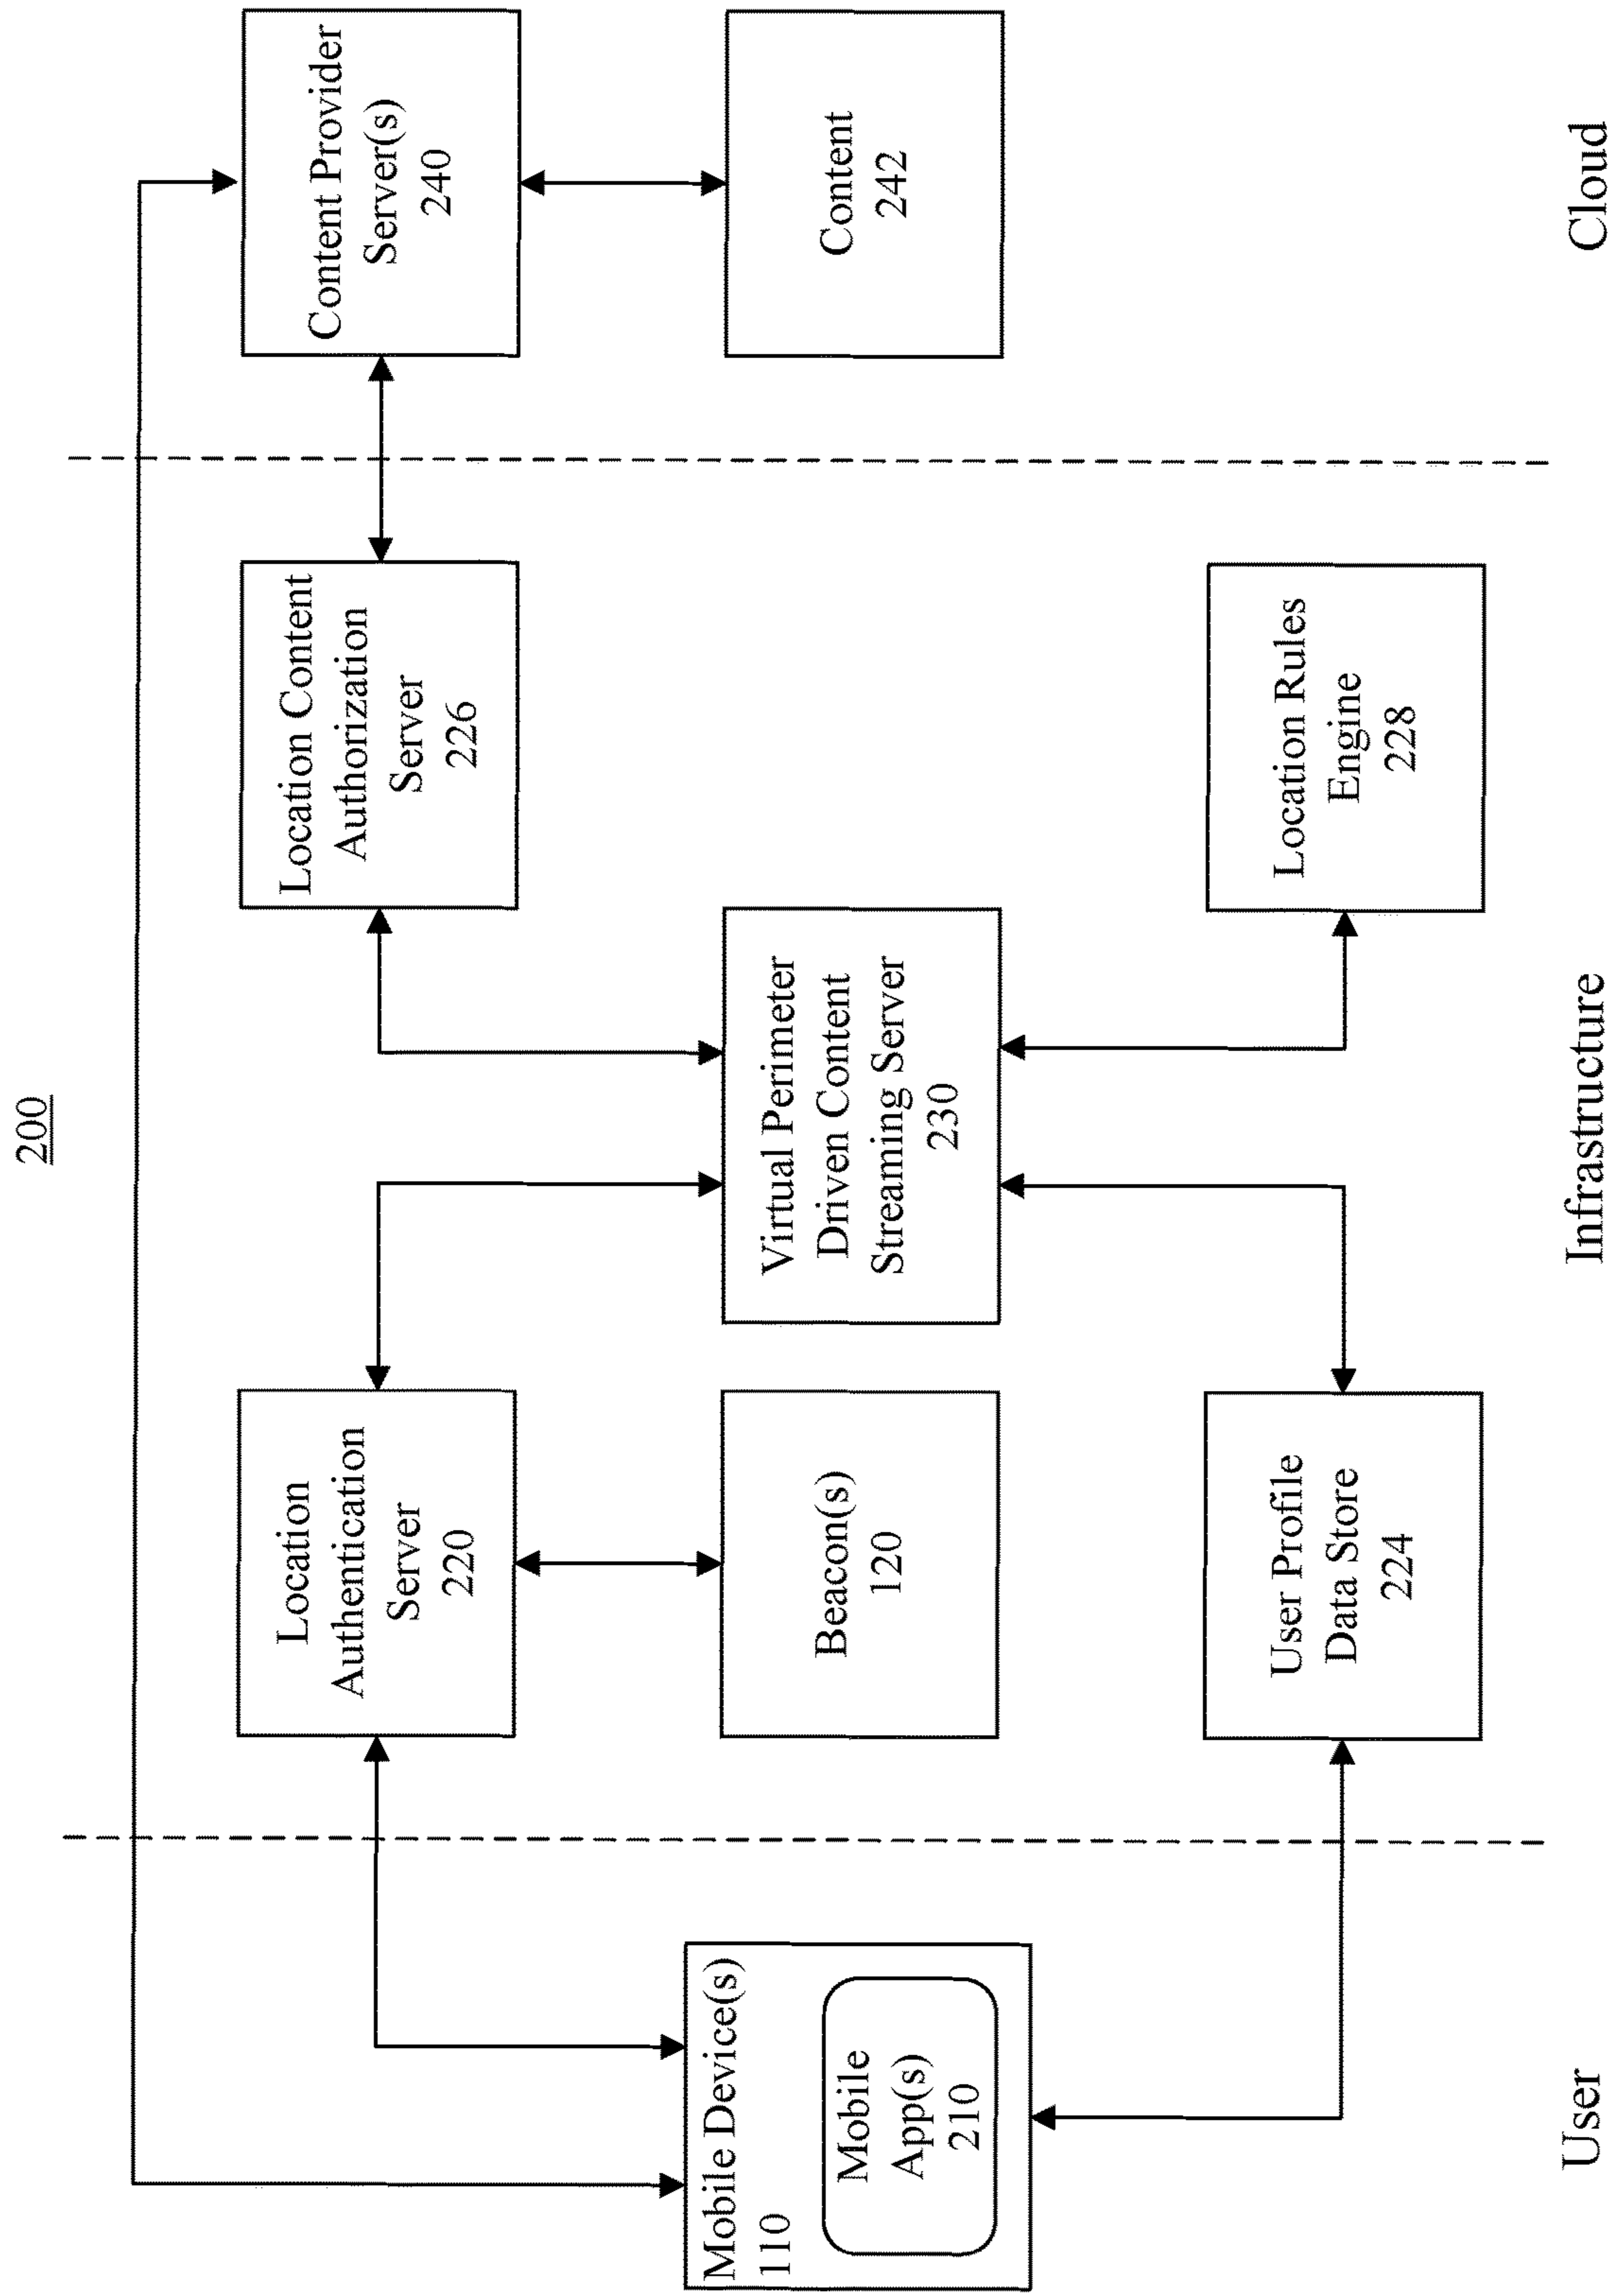 200
Mobile Device(s)
110
Mobile
App(s)
210
Location
Authentication
Server
220
Beacon(s)
120
User Profile
Data Store
224
Virtual Perimeter
Driven Content
Streaming Server
230
Location Content
Authorization
Server
226
Location Rules
Engine
228
Content Provider
Server(s)
240
Content
242
User
Infrastructure
Cloud